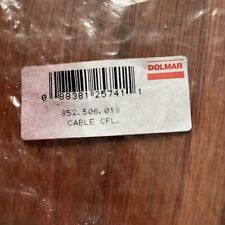 DOLMAR
0 88381 25741 1
352.506.013
CABLE CPL.